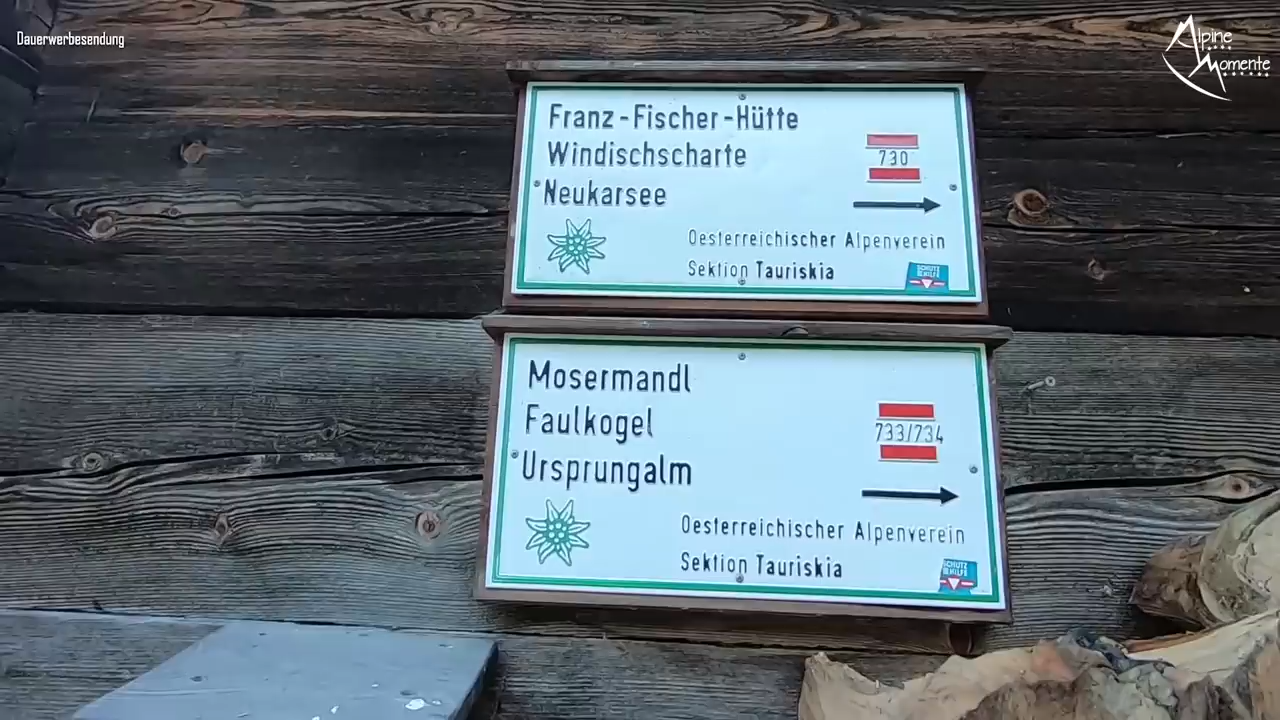 Dauerwerbesendung
Alpine
Momente
Franz-Fischer-Hütte
Windischscharte
Neukarsee
730
Oesterreichischer Alpenverein
Sektion Tauriskia
SCHUTZ
HILFE
Mosermandl
Faulkogel
Ursprungalm
733/734
Oesterreichischer Alpenverein
Sektion Tauriskia
SCHUTZ
HILFE